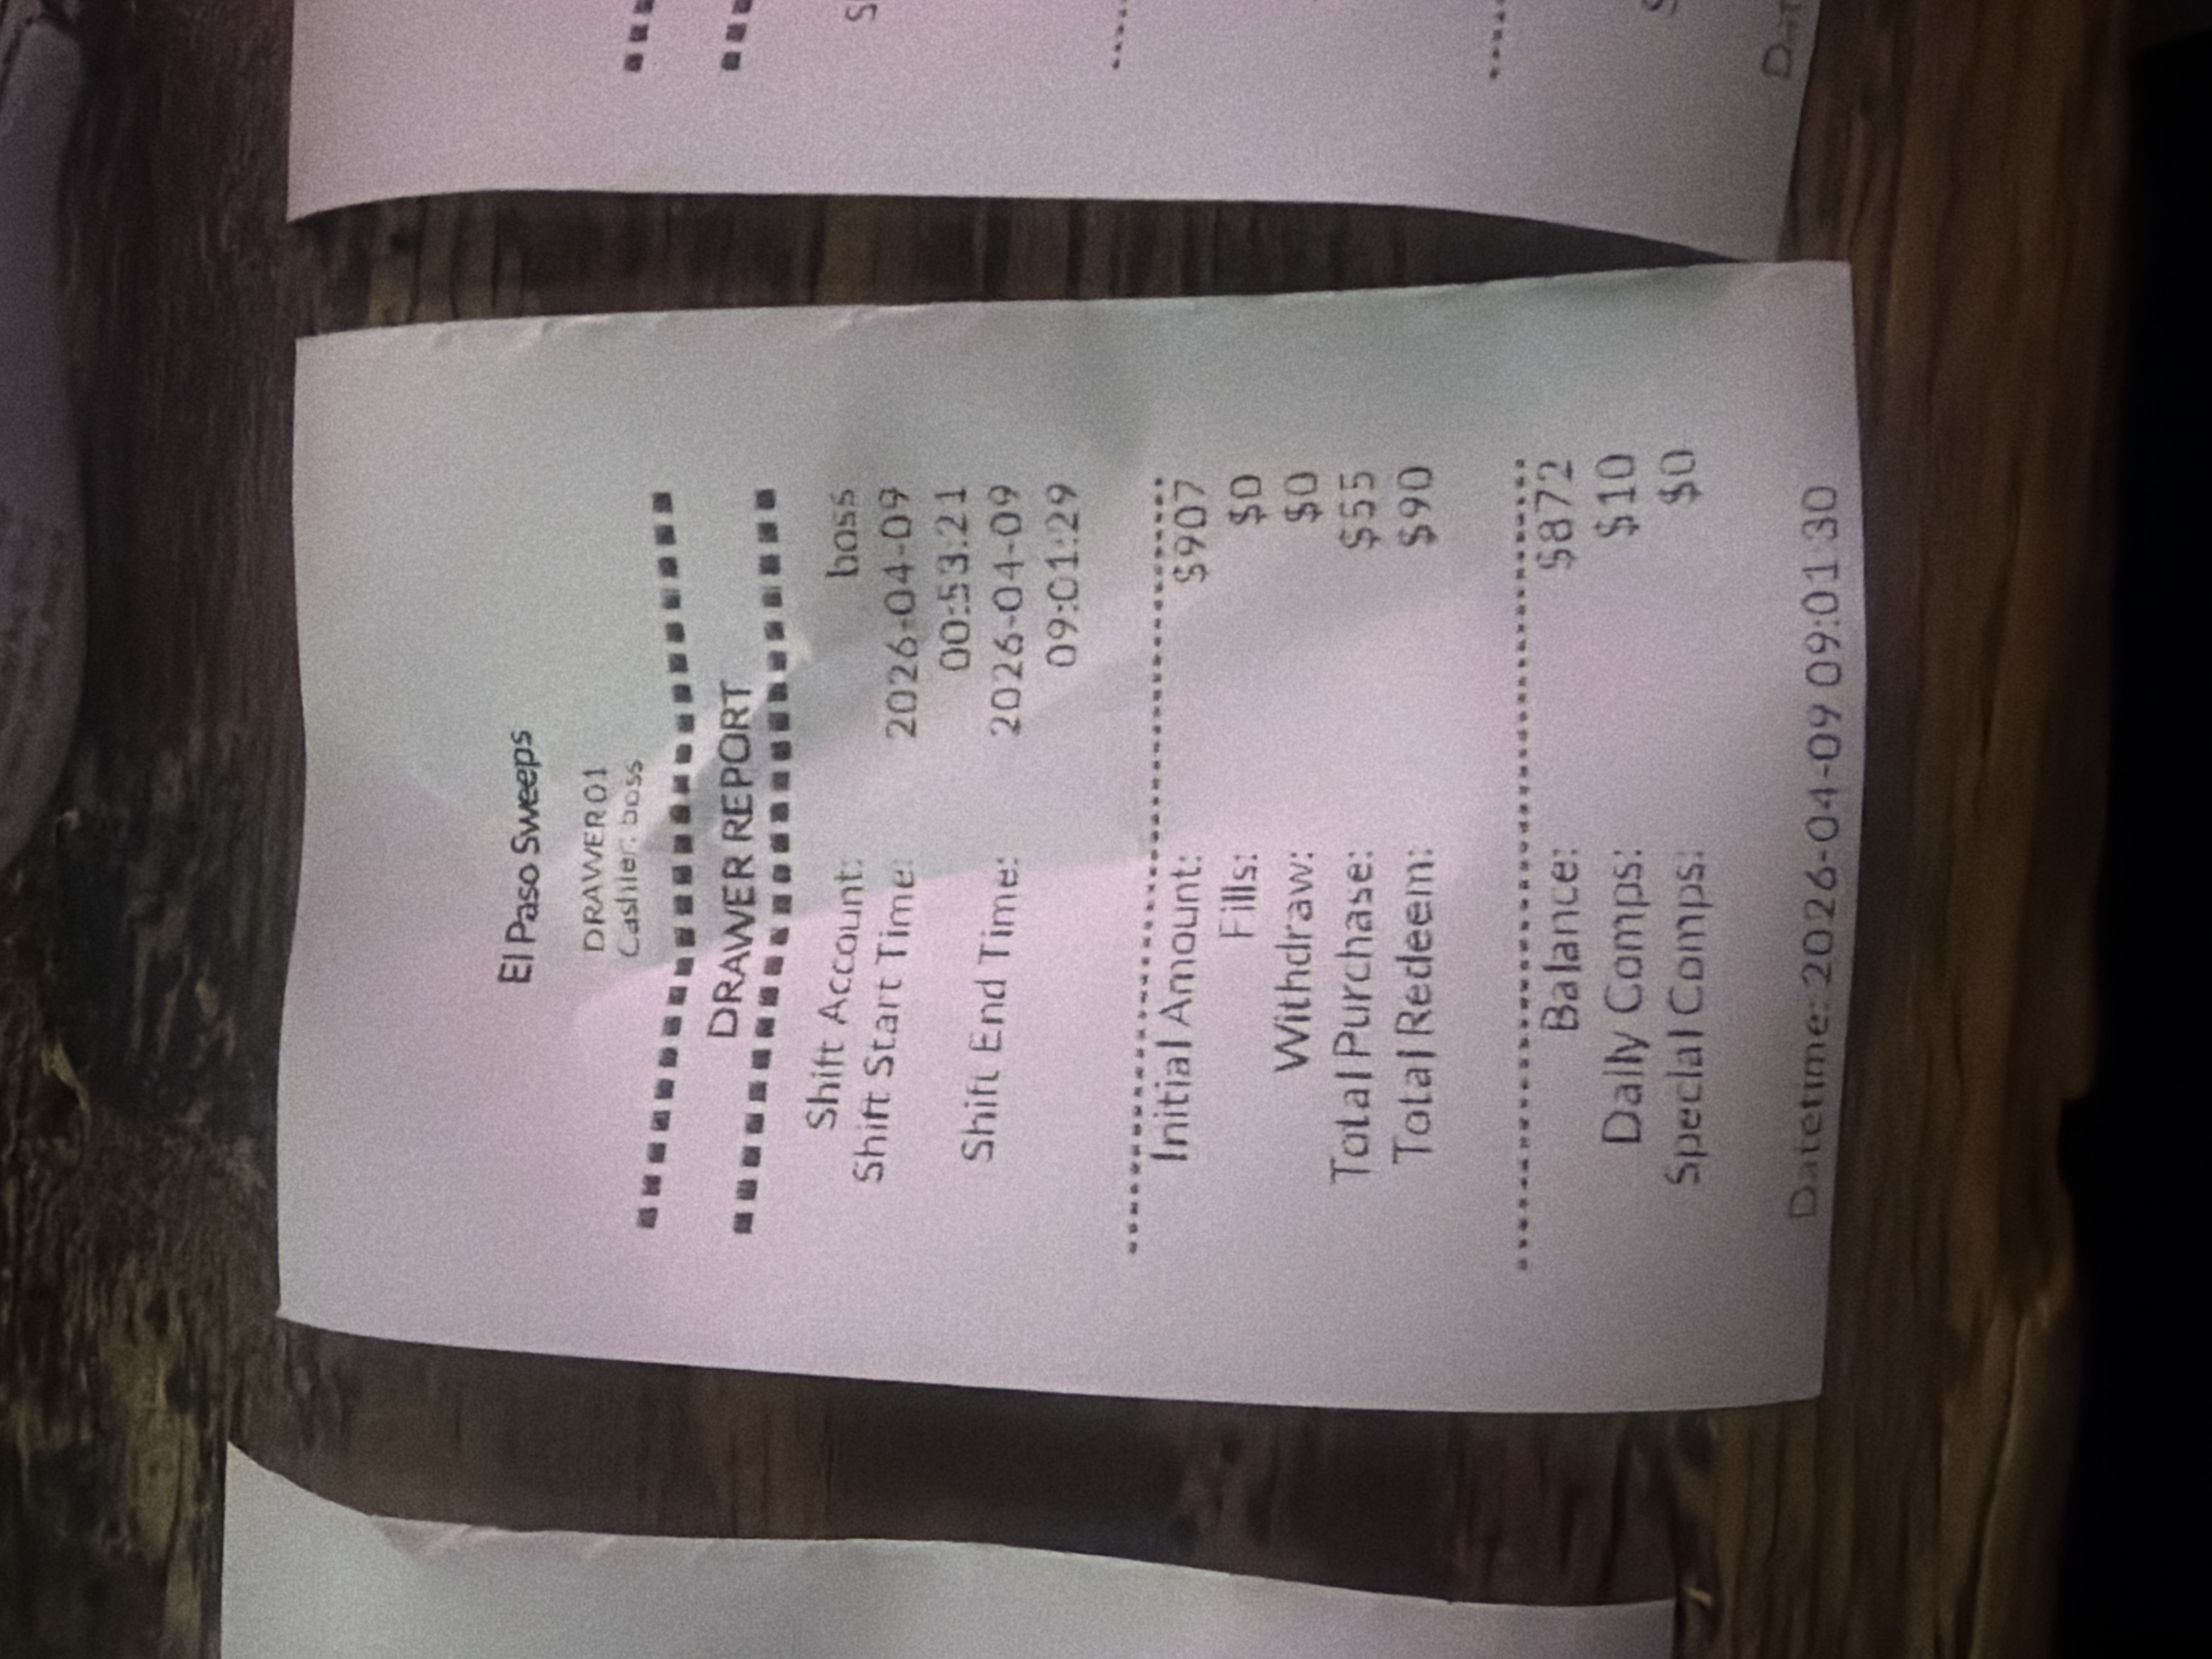 El Paso Sweeps
DRAWER 01
Cashier: boss
DRAWER REPORT
Shift Account: boss
Shift Start Time: 2026-04-09
00:53:21
Shift End Time: 2026-04-09
09:01:29
Initial Amount: $907
Fills: $0
Withdraw: $0
Total Purchase: $55
Total Redeem: $90
Balance: $872
Daily Comps: $10
Special Comps: $0
Datetime: 2026-04-09 09:01:30